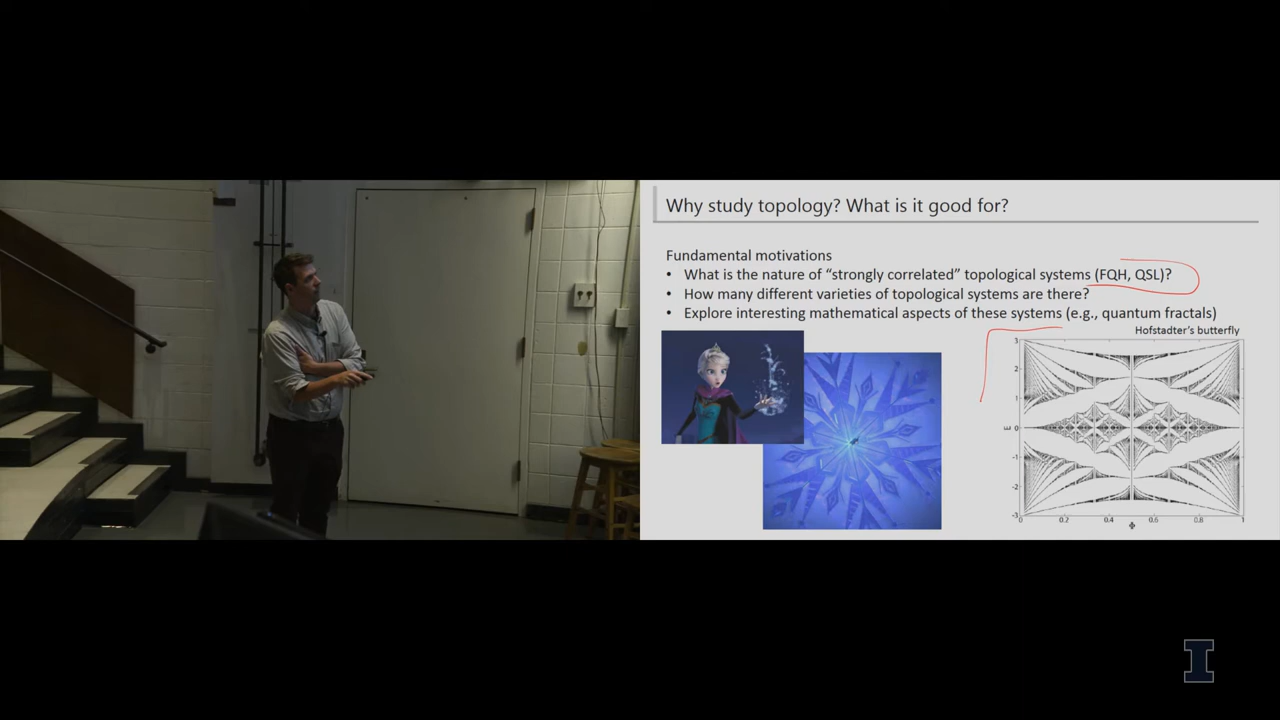 Why study topology? What is it good for?
Fundamental motivations
• What is the nature of “strongly correlated” topological systems (FQH, QSL)?
• How many different varieties of topological systems are there?
• Explore interesting mathematical aspects of these systems (e.g., quantum fractals)
Hofstadter’s butterfly
3
2
1
0
-1
-2
-3
E
0 0.2 0.4 0.6 0.8 1
Φ
I